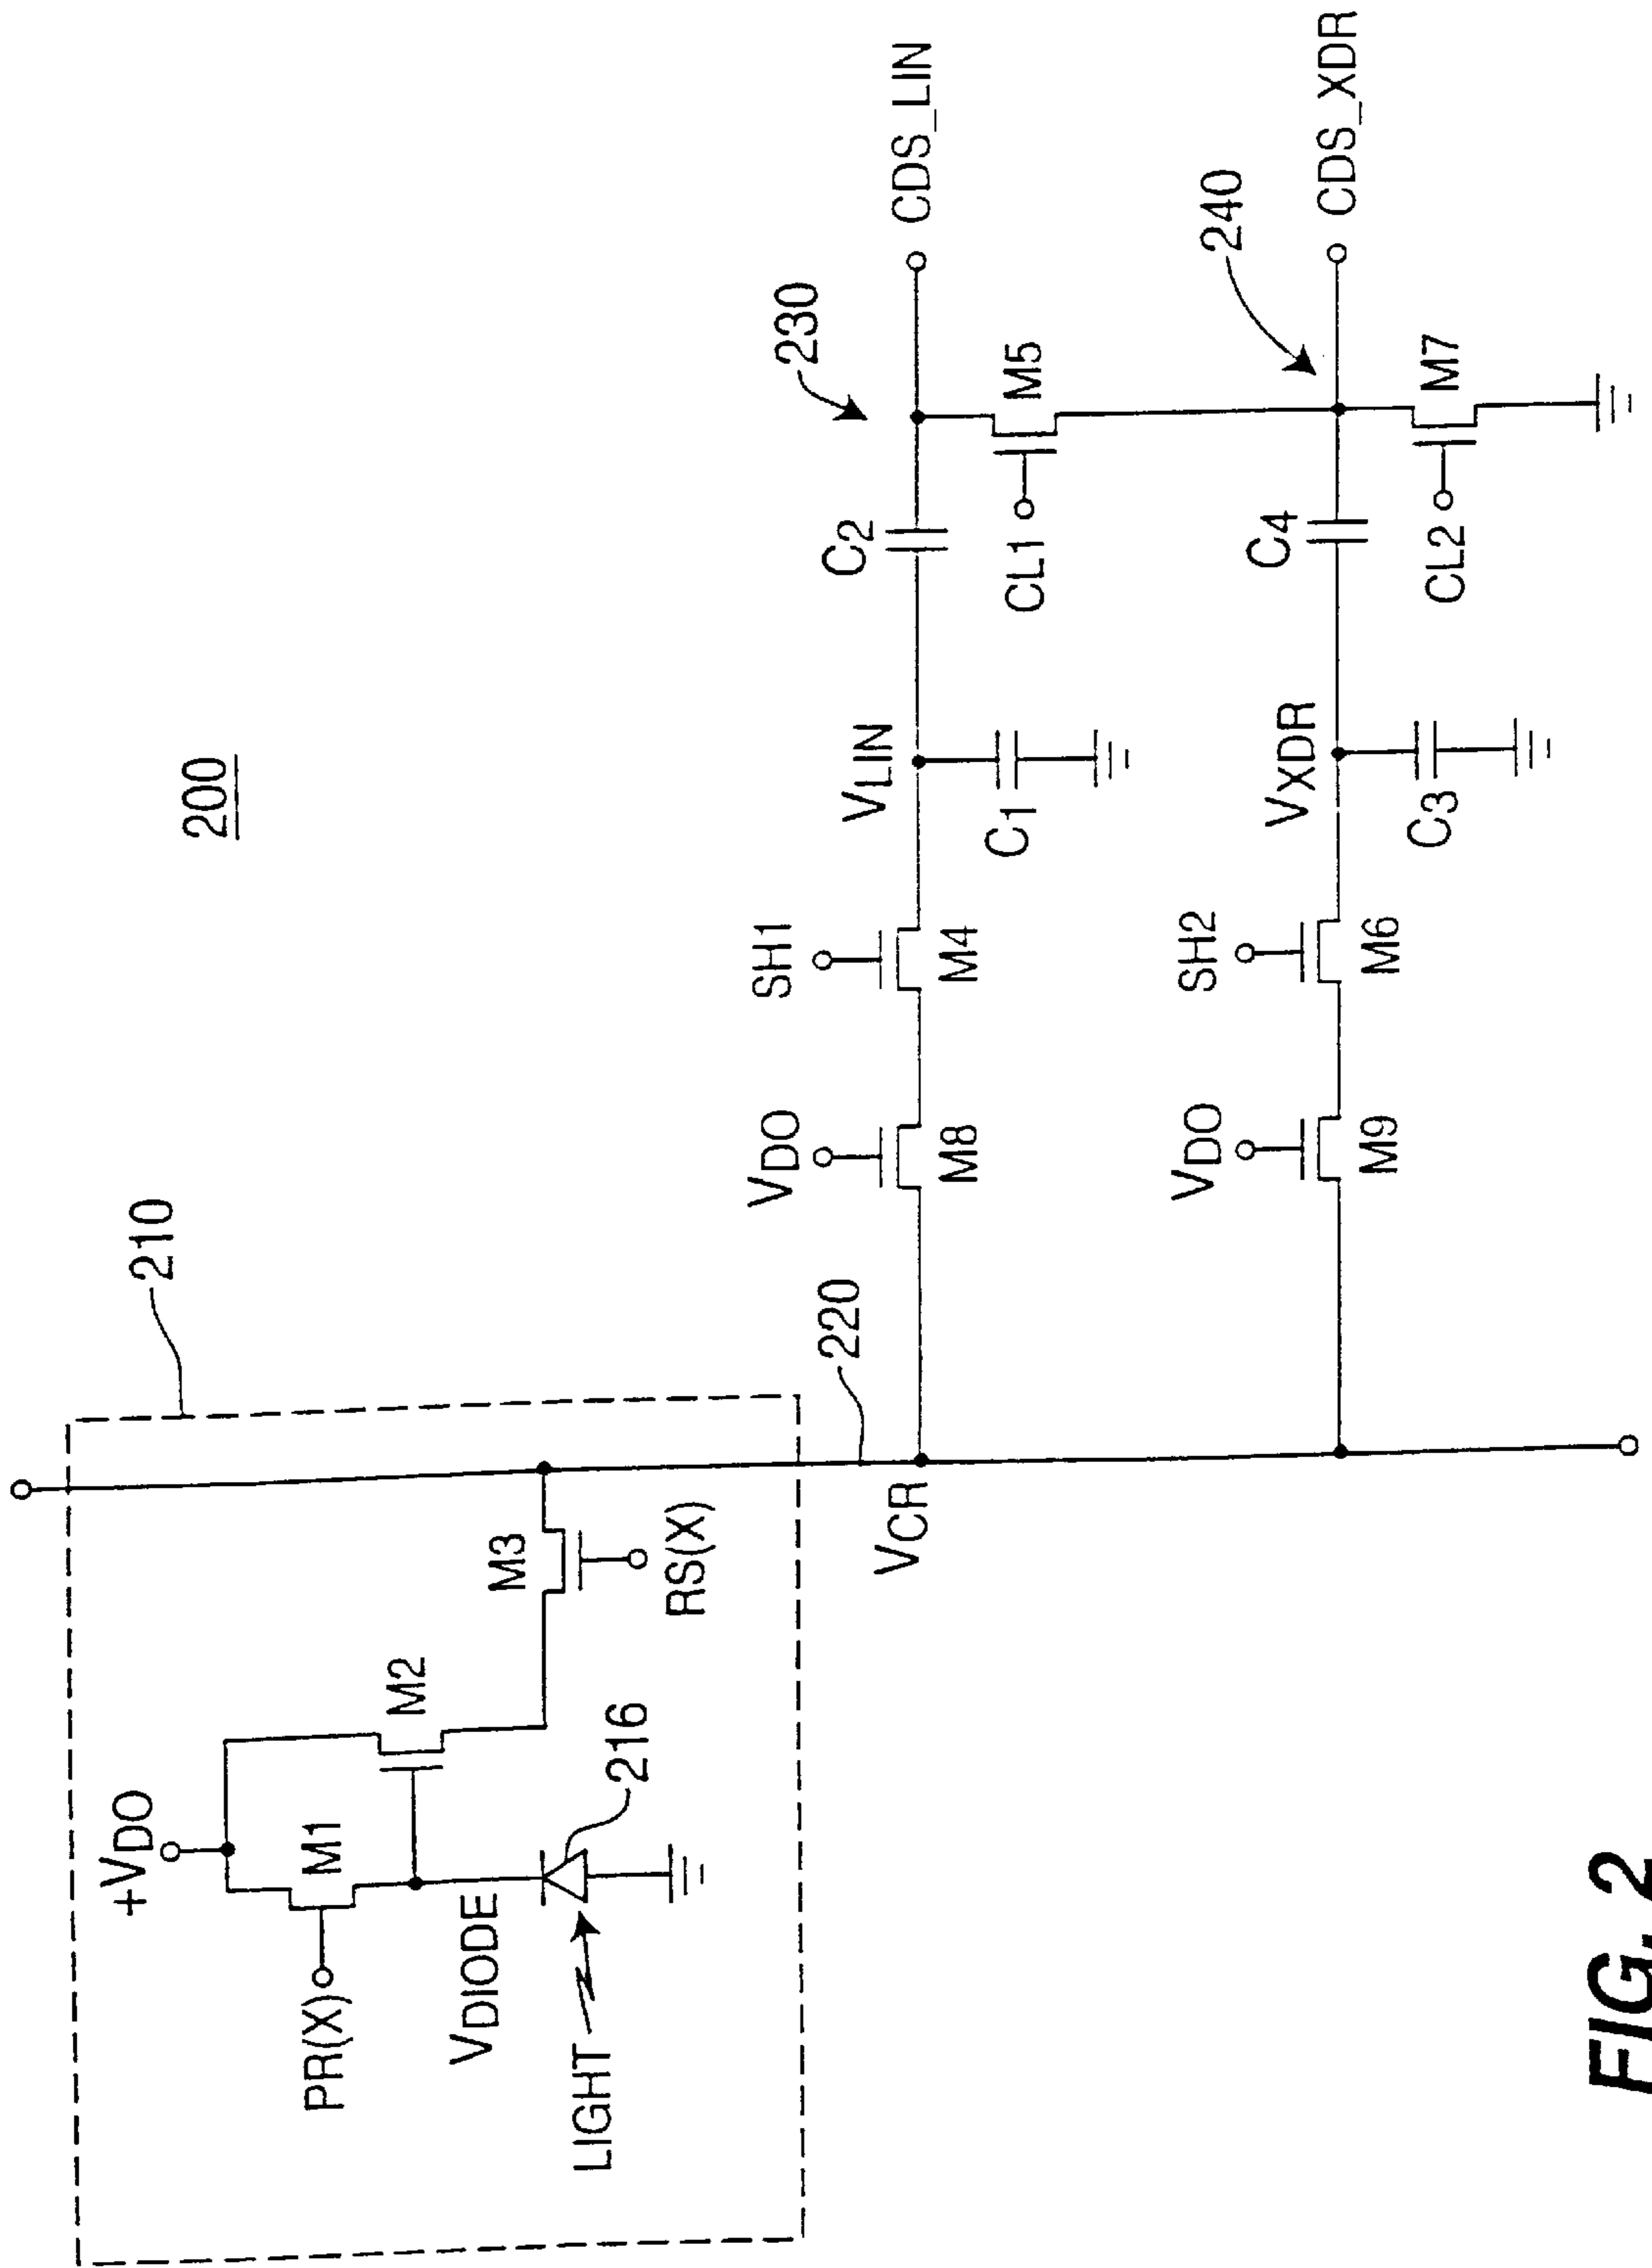 200
210
+VDO
M1
PR(X)
M2
M3
VDIODE
216
LIGHT
RS(X)
220
VCR
VDO
M8
SH1
M4
VLIN
C1
C2
230
CDS_LIN
CL1
M5
VDO
M9
SH2
M6
VXDR
C3
C4
240
CDS_XDR
CL2
M7
FIG. 2